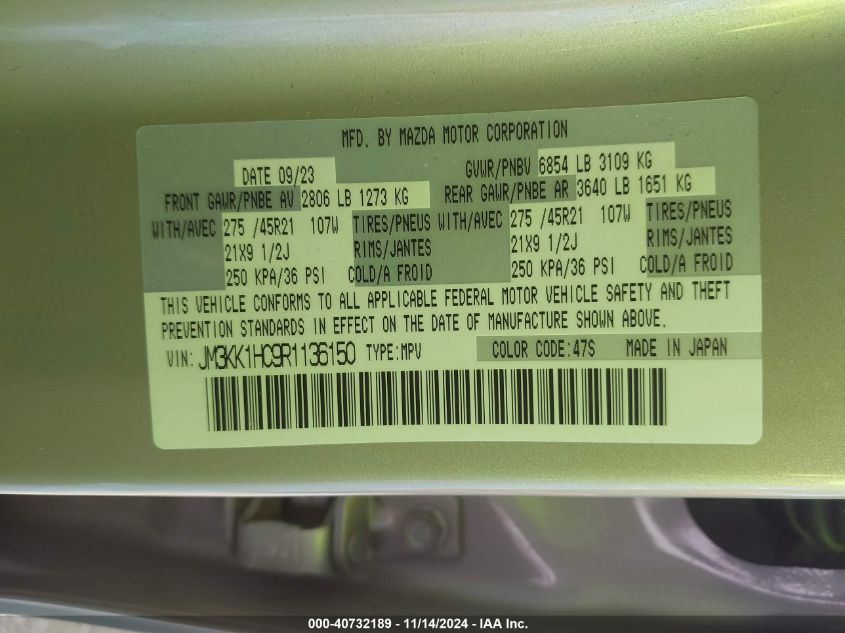 MFD. BY MAZDA MOTOR CORPORATION
DATE 09/23 GVWR/PNBV 6854 LB 3109 KG
FRONT GAWR/PNBE AV 2806 LB 1273 KG REAR GAWR/PNBE AR 3640 LB 1651 KG
WITH/AVEC 275 /45R21 107W TIRES/PNEUS WITH/AVEC 275 /45R21 107W TIRES/PNEUS
21X9 1/2J RIMS/JANTES 21X9 1/2J RIMS/JANTES
250 KPA/36 PSI COLD/A FROID 250 KPA/36 PSI COLD/A FROID
THIS VEHICLE CONFORMS TO ALL APPLICABLE FEDERAL MOTOR VEHICLE SAFETY AND THEFT
PREVENTION STANDARDS IN EFFECT ON THE DATE OF MANUFACTURE SHOWN ABOVE.
VIN: JM3KK1HC9R1136150 TYPE:MPV COLOR CODE:47S MADE IN JAPAN
000-40732189 - 11/14/2024 - IAA Inc.